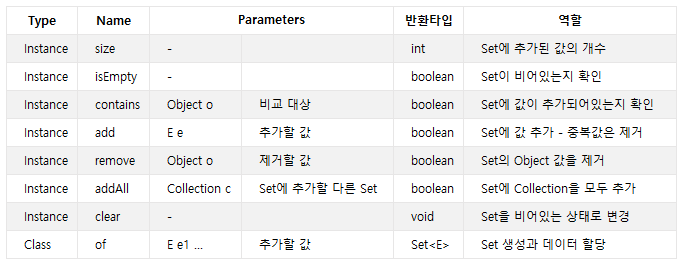 Type Name Parameters 반환타입 역할
Instance size - int Set에 추가된 값의 개수
Instance isEmpty - boolean Set이 비어있는지 확인
Instance contains Object o 비교 대상 boolean Set에 값이 추가되어있는지 확인
Instance add E e 추가할 값 boolean Set에 값 추가 - 중복값은 제거
Instance remove Object o 제거할 값 boolean Set의 Object 값을 제거
Instance addAll Collection c Set에 추가할 다른 Set boolean Set에 Collection을 모두 추가
Instance clear - void Set을 비어있는 상태로 변경
Class of E e1 ... 추가할 값 Set<E> Set 생성과 데이터 할당